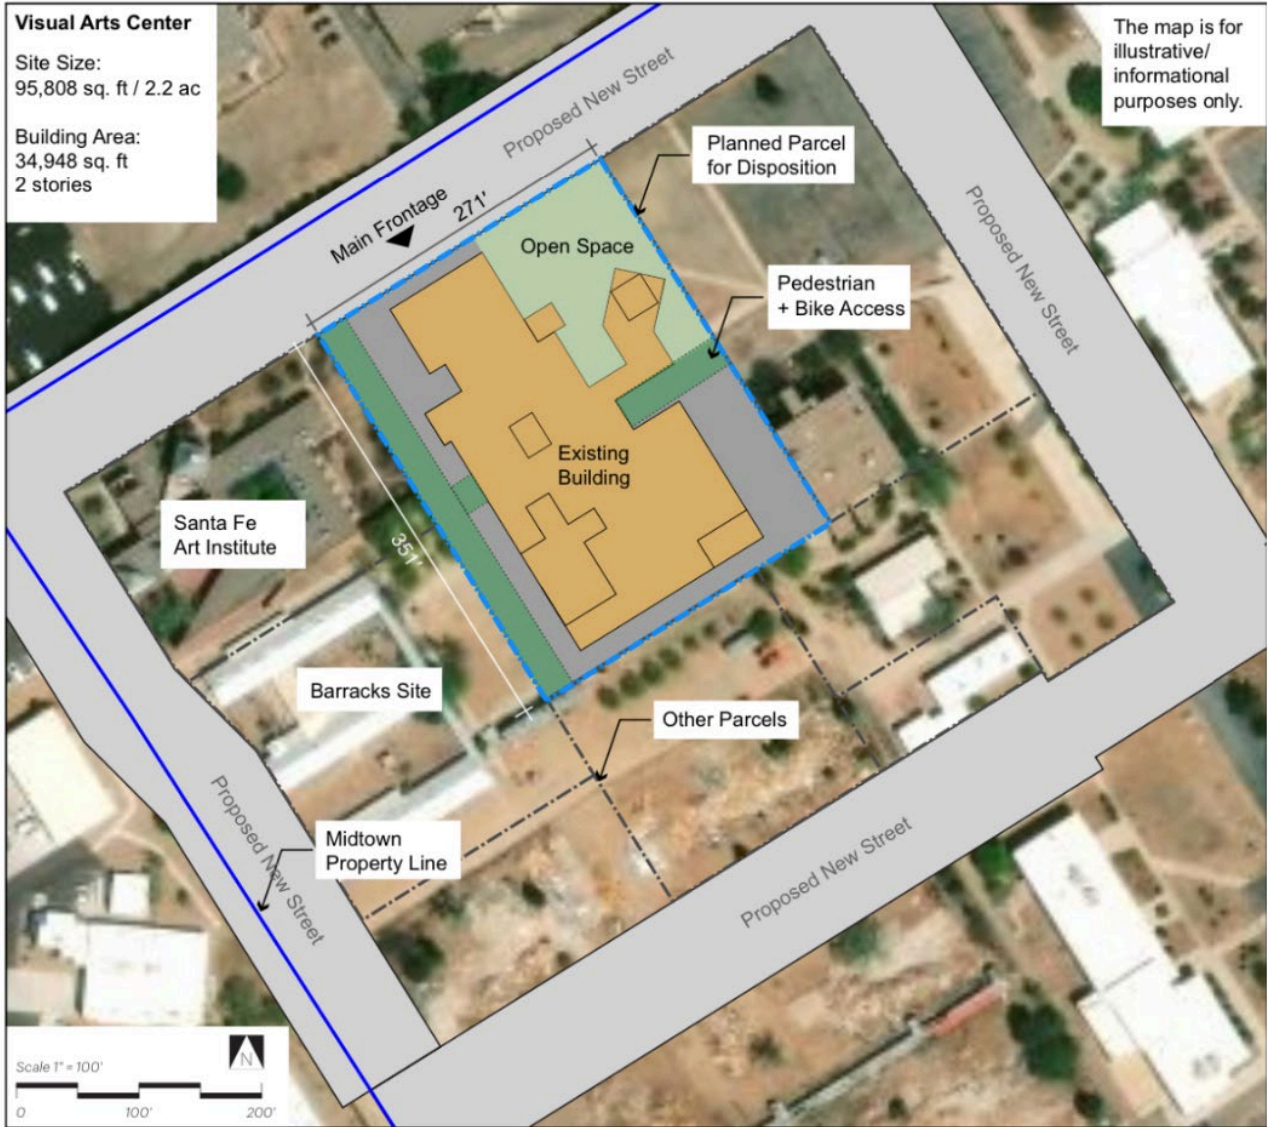 Visual Arts Center
Site Size:
95,808 sq. ft / 2.2 ac
Building Area:
34,948 sq. ft
2 stories
The map is for
illustrative/
informational
purposes only.
Proposed New Street
Planned Parcel
for Disposition
Main Frontage
271'
Open Space
Pedestrian
+ Bike Access
Proposed New Street
Existing
Building
Santa Fe
Art Institute
351'
Barracks Site
Other Parcels
Midtown
Property Line
Proposed New Street
Proposed New Street
Scale 1" = 100'
N
0 100' 200'